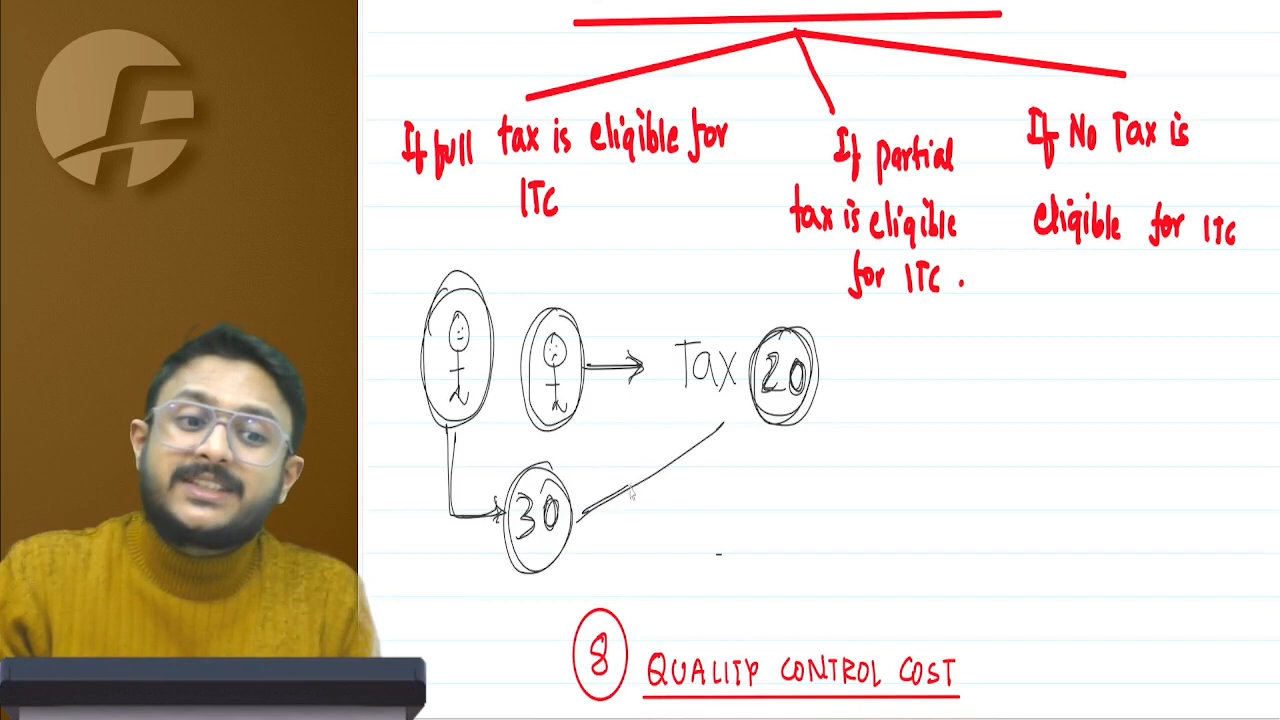 If full tax is eligible for
ITC
If partial
tax is eligible
for ITC.
If No Tax is
eligible for ITC
Tax 20
30
8 QUALITY CONTROL COST